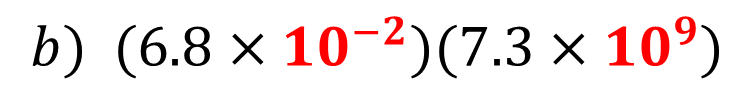 b) (6.8 × 10⁻²)(7.3 × 10⁹)